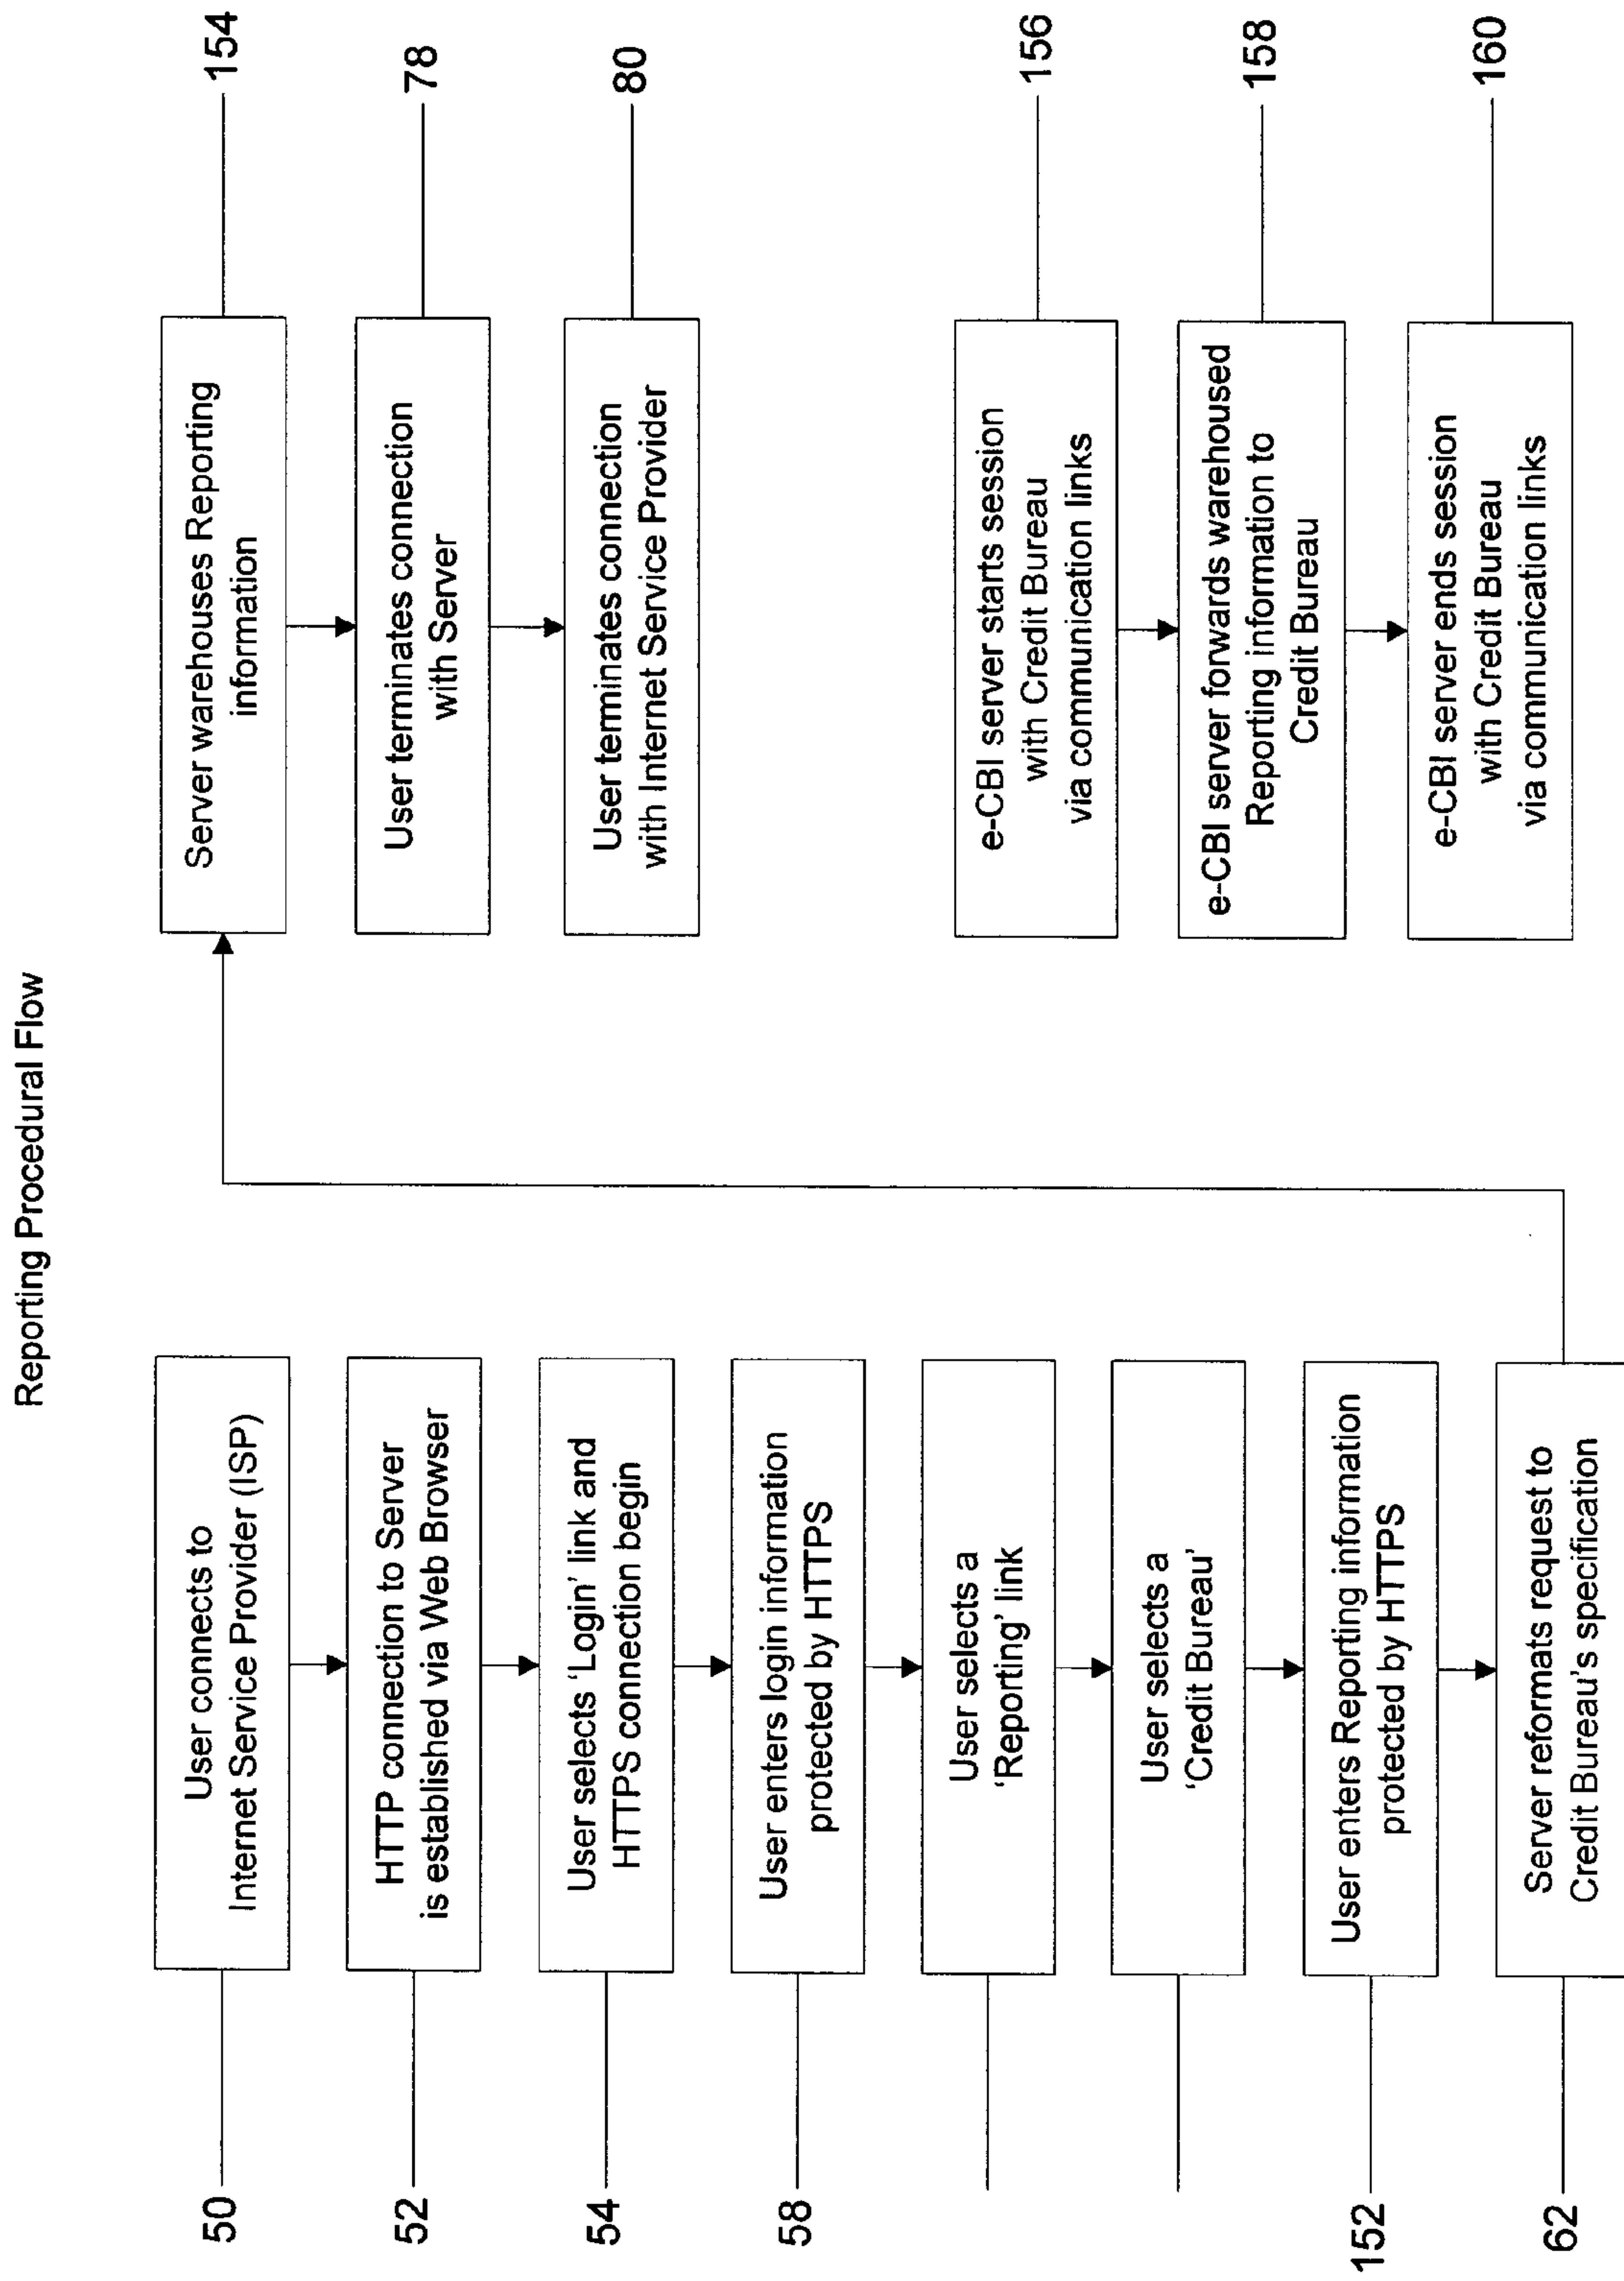 Reporting Procedural Flow
50
User connects to
Internet Service Provider (ISP)
52
HTTP connection to Server
is established via Web Browser
54
User selects ‘Login’ link and
HTTPS connection begin
58
User enters login information
protected by HTTPS
User selects a
‘Reporting’ link
User selects a
‘Credit Bureau’
152
User enters Reporting information
protected by HTTPS
62
Server reformats request to
Credit Bureau's specification
Server warehouses Reporting
information
154
User terminates connection
with Server
78
User terminates connection
with Internet Service Provider
80
e-CBI server starts session
with Credit Bureau
via communication links
156
e-CBI server forwards warehoused
Reporting information to
Credit Bureau
158
e-CBI server ends session
with Credit Bureau
via communication links
160